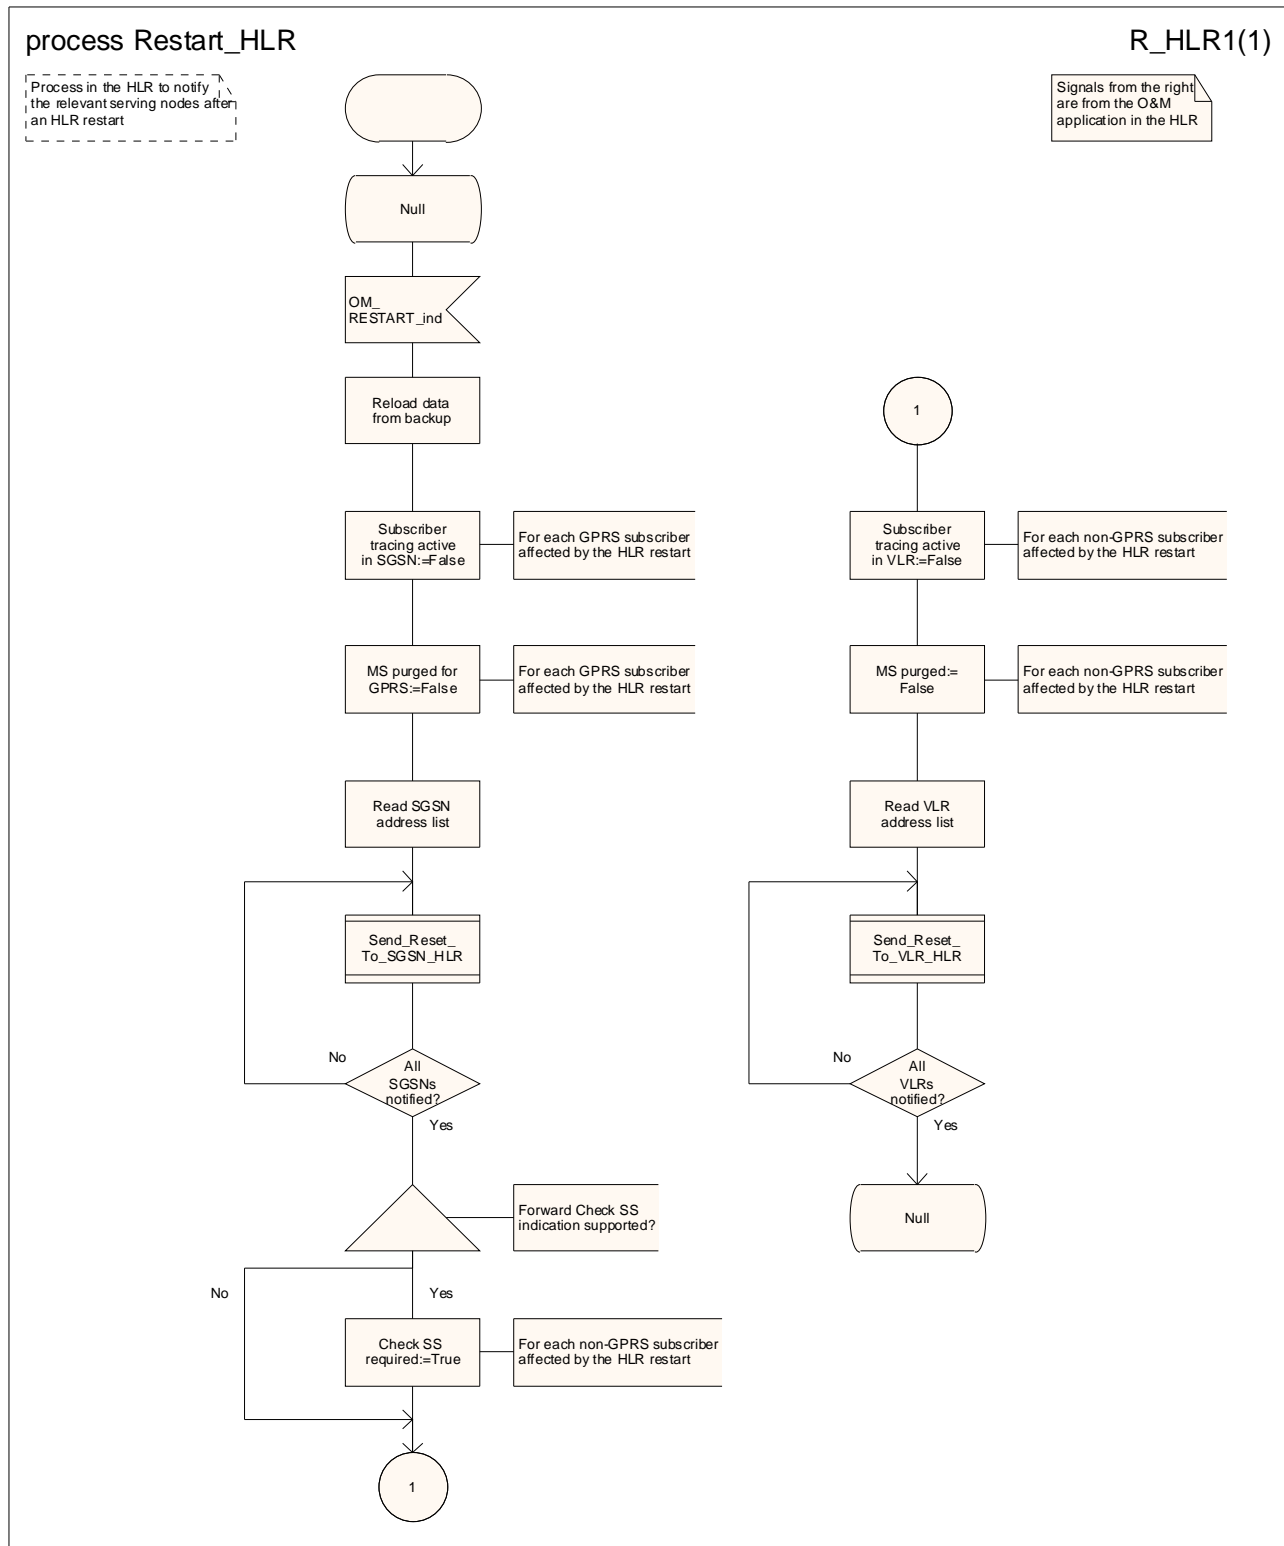 process Restart_HLR
R_HLR1(1)
Process in the HLR to notify
the relevant serving nodes after
an HLR restart
Signals from the right
are from the O&M
application in the HLR
Null
OM_
RESTART_ind
Reload data
from backup
Subscriber
tracing active
in SGSN:=False
For each GPRS subscriber
affected by the HLR restart
MS purged for
GPRS:=False
For each GPRS subscriber
affected by the HLR restart
Read SGSN
address list
Send_Reset_
To_SGSN_HLR
No
All
SGSNs
notified?
Yes
Forward Check SS
indication supported?
No
Yes
Check SS
required:=True
For each non-GPRS subscriber
affected by the HLR restart
1
1
Subscriber
tracing active
in VLR:=False
For each non-GPRS subscriber
affected by the HLR restart
MS purged:=
False
For each non-GPRS subscriber
affected by the HLR restart
Read VLR
address list
Send_Reset_
To_VLR_HLR
No
All
VLRs
notified?
Yes
Null